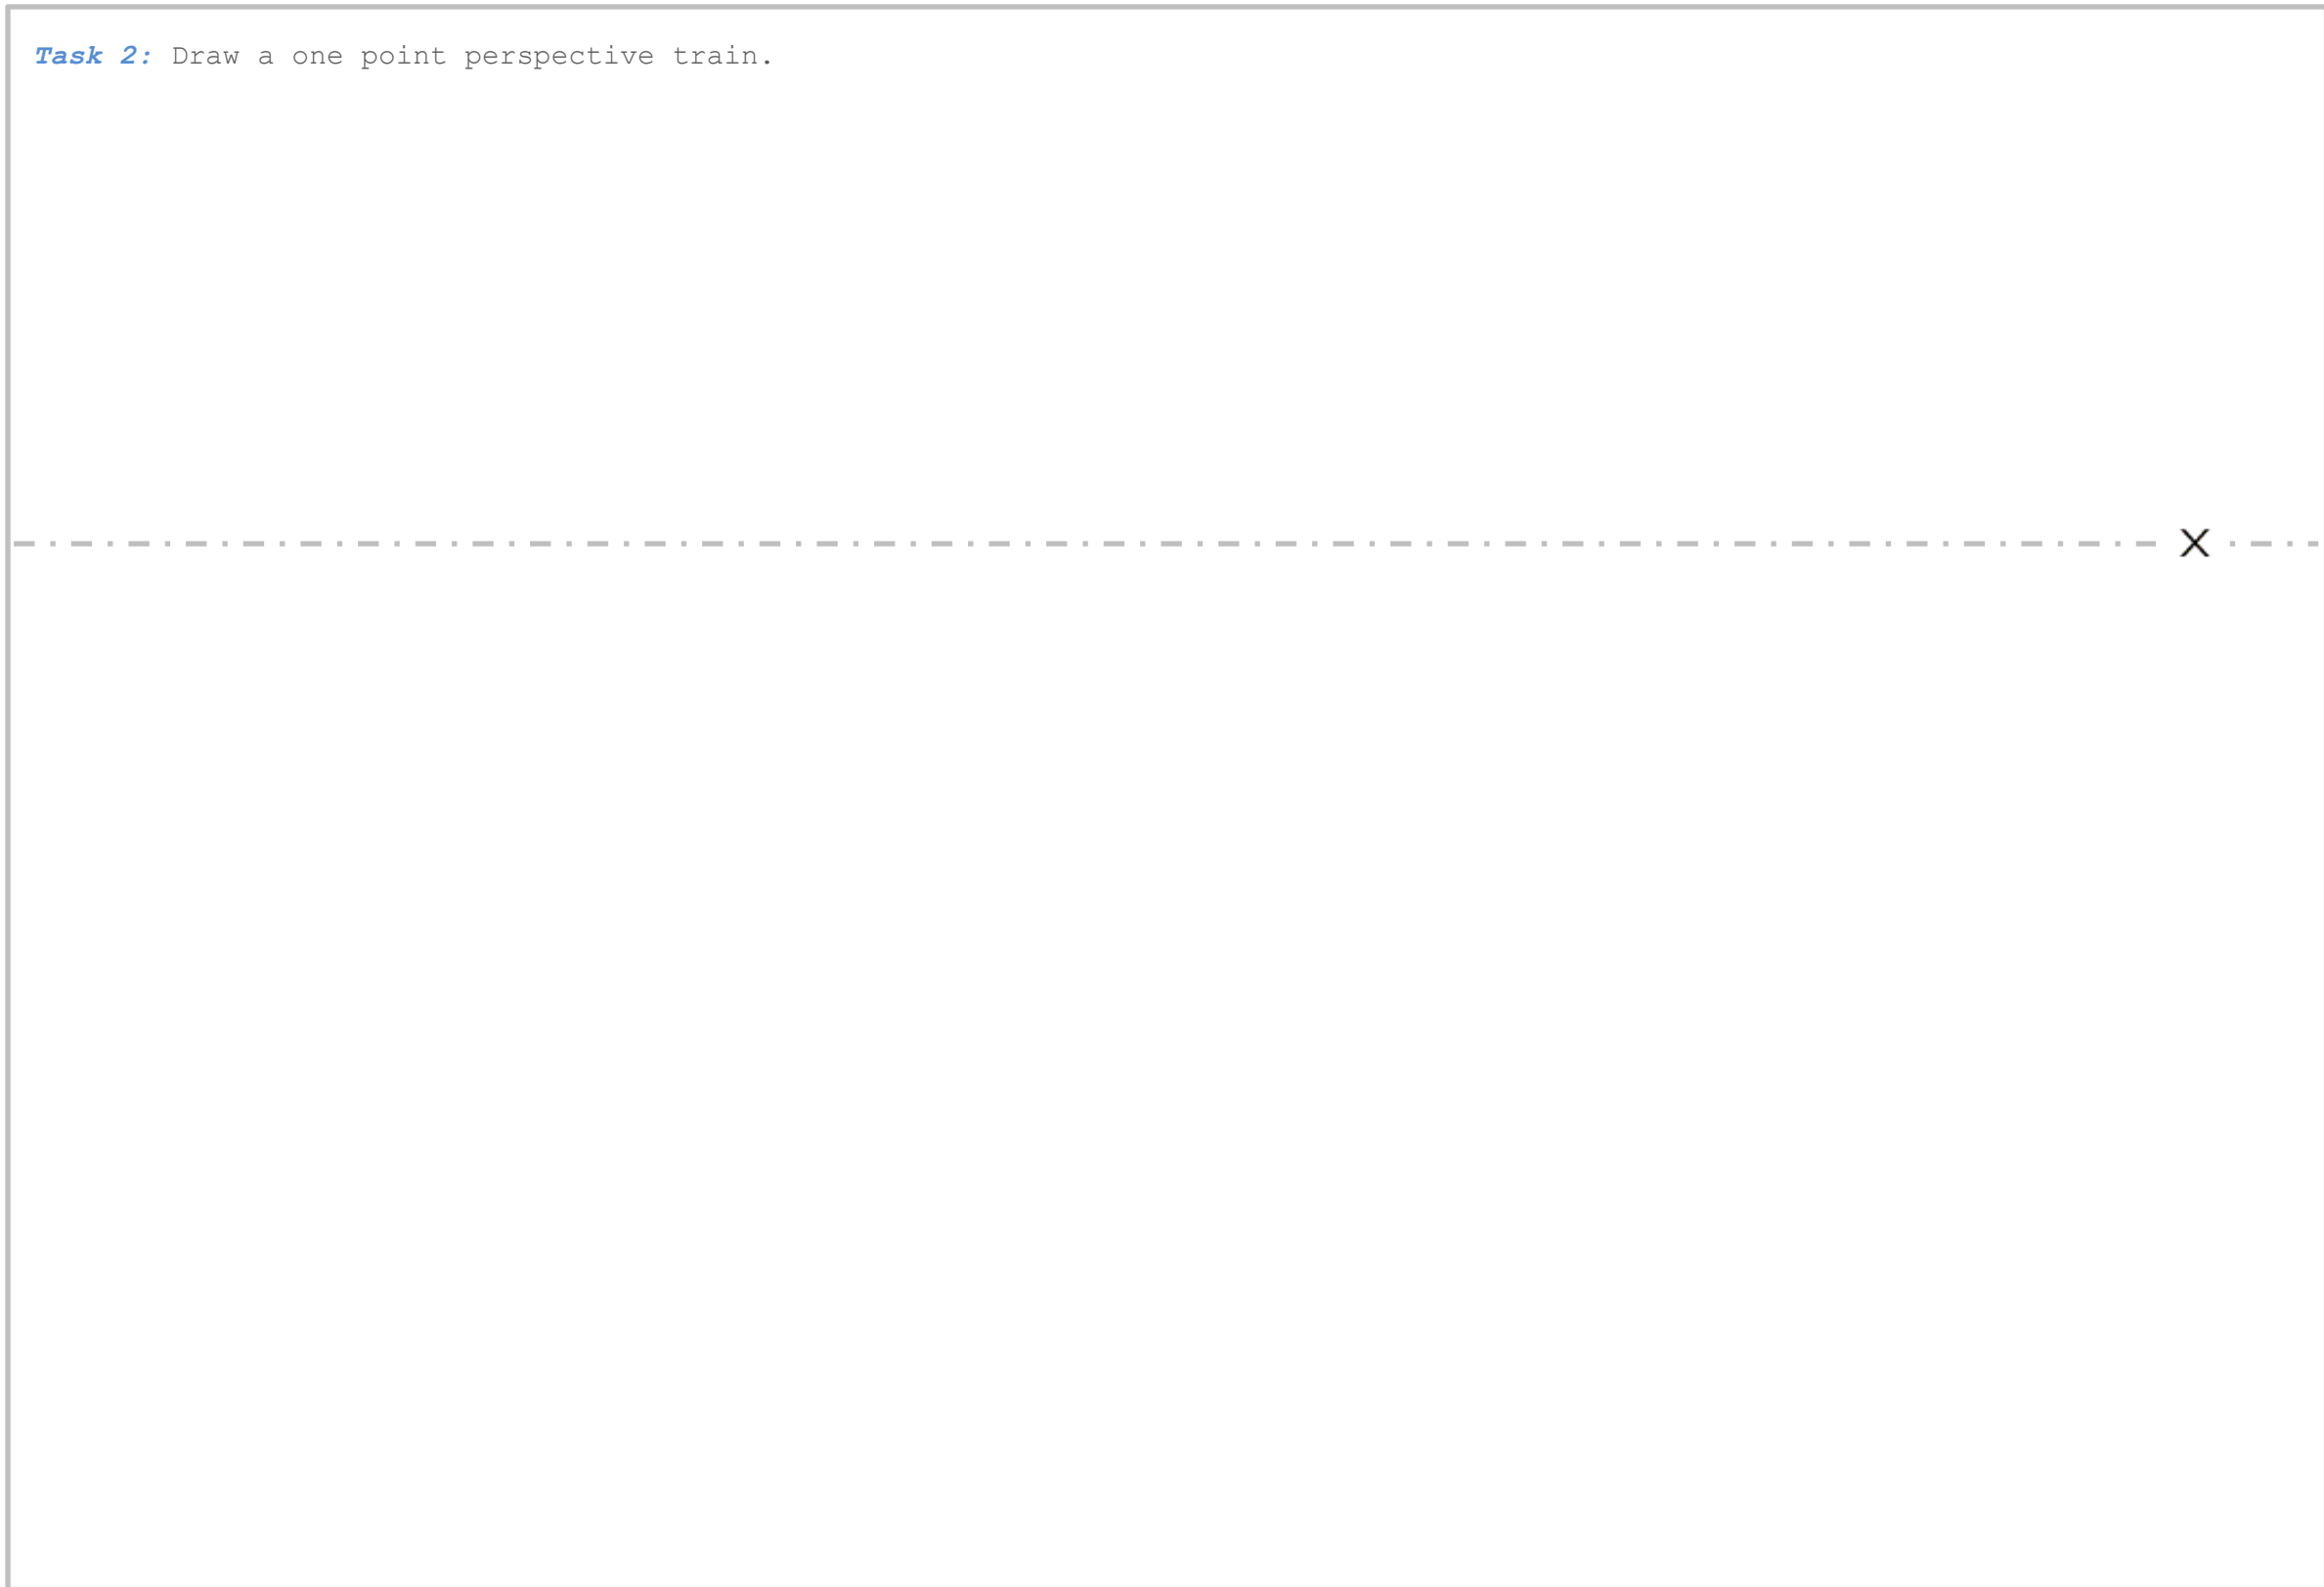 Task 2: Draw a one point perspective train.
X